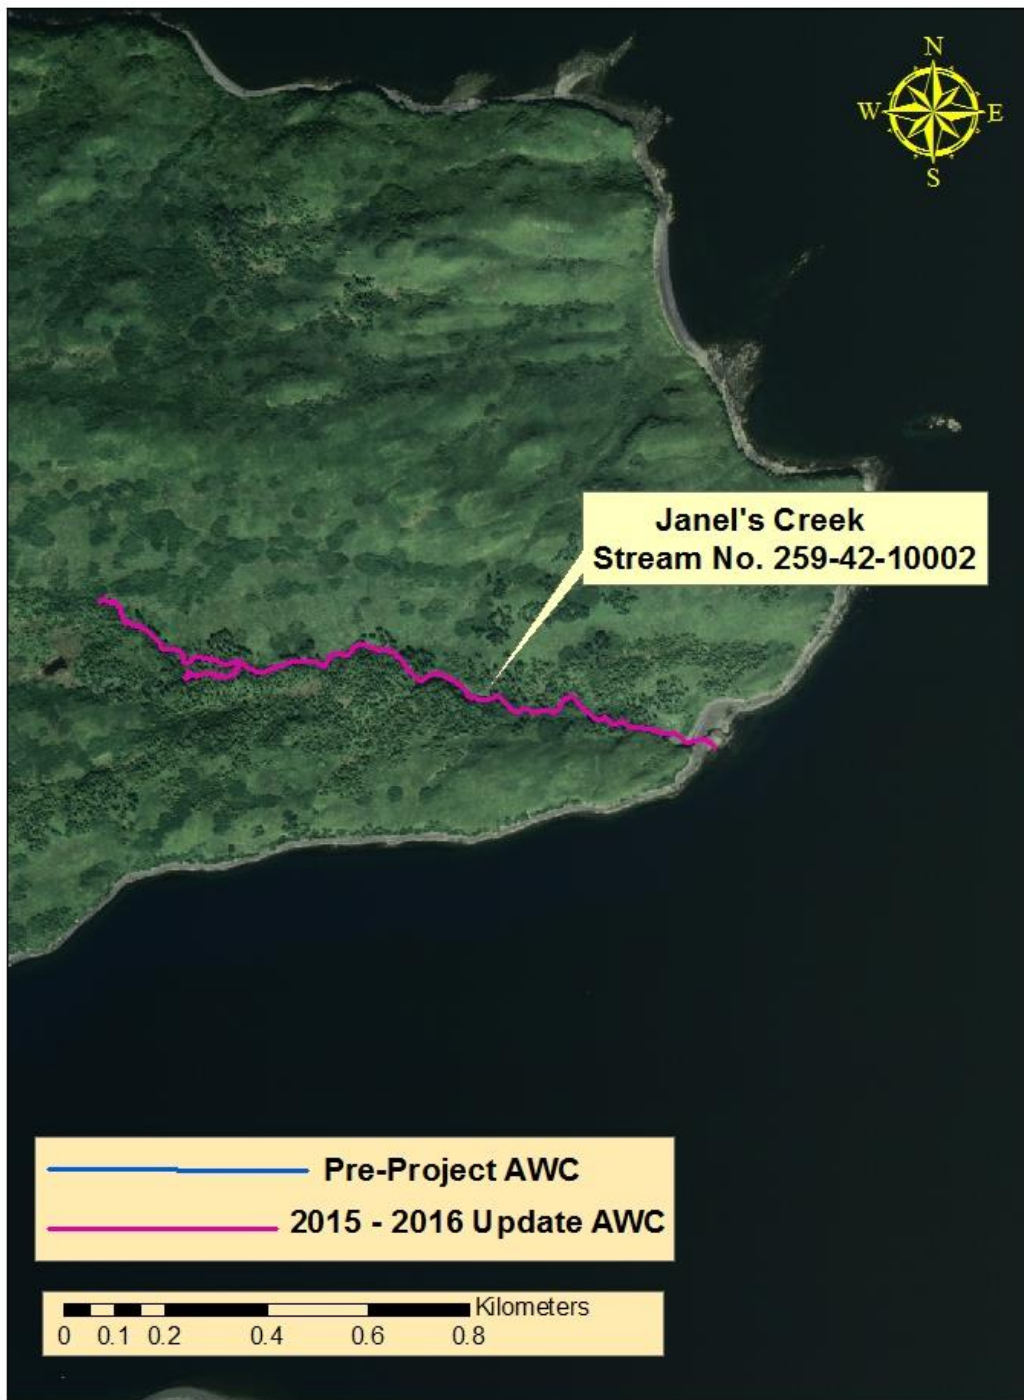 N
W E
S
Janel's Creek
Stream No. 259-42-10002
Pre-Project AWC
2015 - 2016 Update AWC
Kilometers
0 0.1 0.2 0.4 0.6 0.8